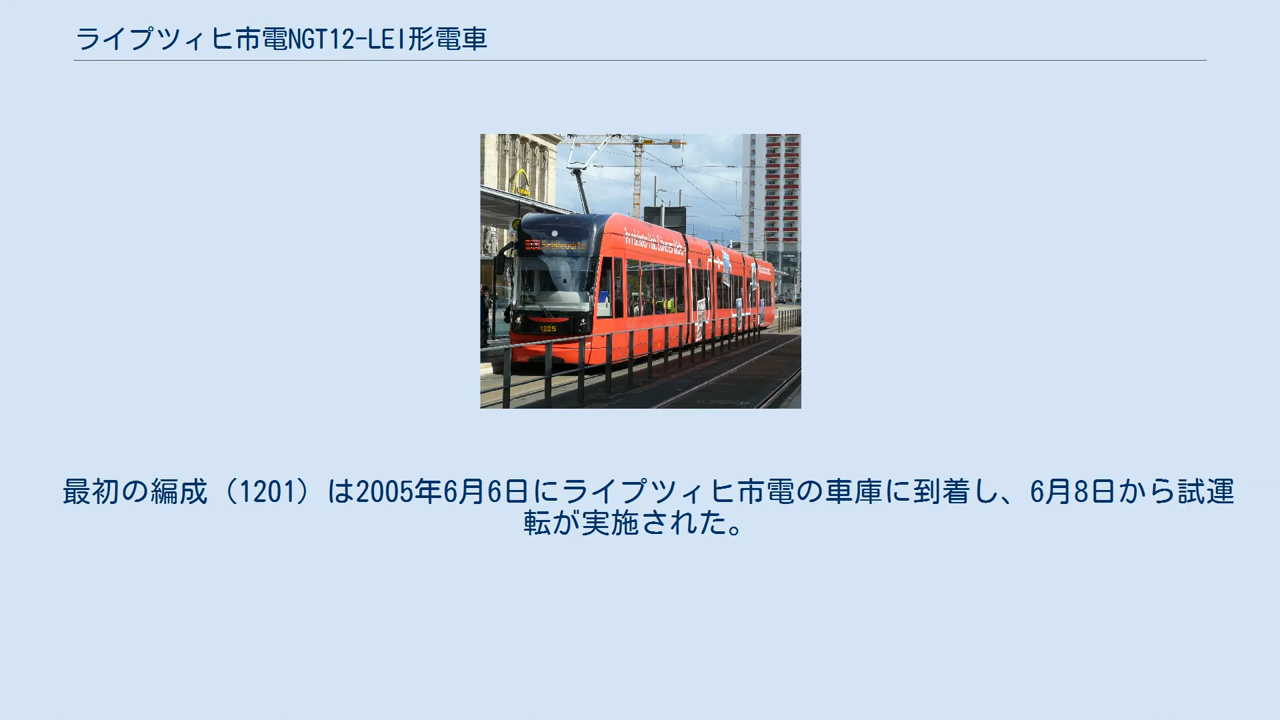 ライプツィヒ市電NGT12-LEI形電車
1225
最初の編成（1201）は2005年6月6日にライプツィヒ市電の車庫に到着し、6月8日から試運
転が実施された。